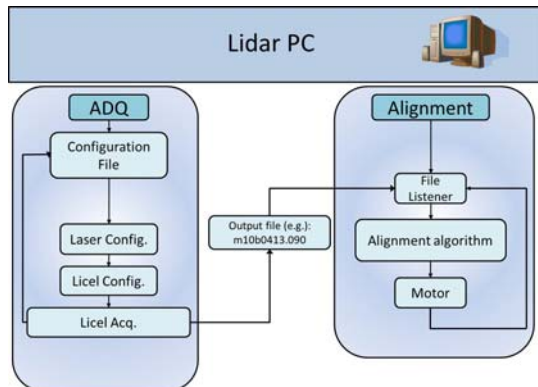 Lidar PC
ADQ
Configuration
File
Laser Config.
Licel Config.
Licel Acq.
Output file (e.g.):
m10b0413.090
Alignment
File
Listener
Alignment algorithm
Motor